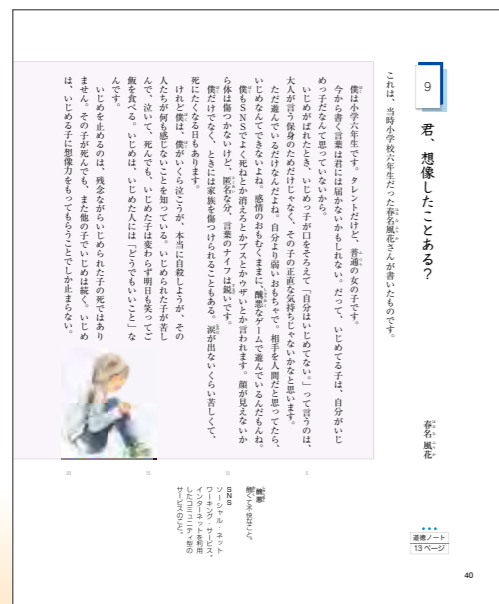 9
君、想像したことある？
春名 風花
これは、当時小学校六年生だった春名風花さんが書いたものです。
僕は小学六年生です。タレントだけど、普通の女の子です。
今から書く言葉は君には届かないかもしれない。だって、いじめてる子は、自分がいじ
めっ子だなんて思っていないから。
いじめがばれたとき、いじめっ子が口をそろえて「自分はいじめてない。」って言うのは、
大人が言う保身のためだけじゃなく、その子の正直な気持ちじゃないかなと思います。
ただ遊んでいるだけなんだよね。自分より弱いおもちゃで。相手を人間だと思ってたら、
いじめなんてできないよね。感情のおもむくままに、醜悪なゲームで遊んでいるんだもんね。
僕もSNSでよく死ねとか消えろとかブスとかウザいとか言われます。顔が見えないか
ら体は傷つかないけど、匿名な分、言葉のナイフは鋭いです。
僕だけでなく、ときには家族を傷つけられることもある。涙が出ないくらい苦しくて、
死にたくなる日もあります。
けれど僕は、僕がいくら泣こうが、本当に自殺しようが、その
人たちが何も感じないことを知っている。いじめられた子が苦し
んで、泣いて、死んでも、いじめた子は変わらず明日も笑ってご
飯を食べる。いじめは、いじめた人には「どうでもいいこと」な
んです。
いじめを止めるのは、残念ながらいじめられた子の死ではあり
ません。その子が死んでも、また他の子でいじめは続く。いじめ
は、いじめる子に想像力をもってもらうことでしか止まらない。
5
10
15
20
醜悪
醜くて不快なこと。
SNS
ソーシャル・ネット
ワーキング・サービス。
インターネットを利用
したコミュニティ型の
サービスのこと。
道徳ノート
13ページ
40